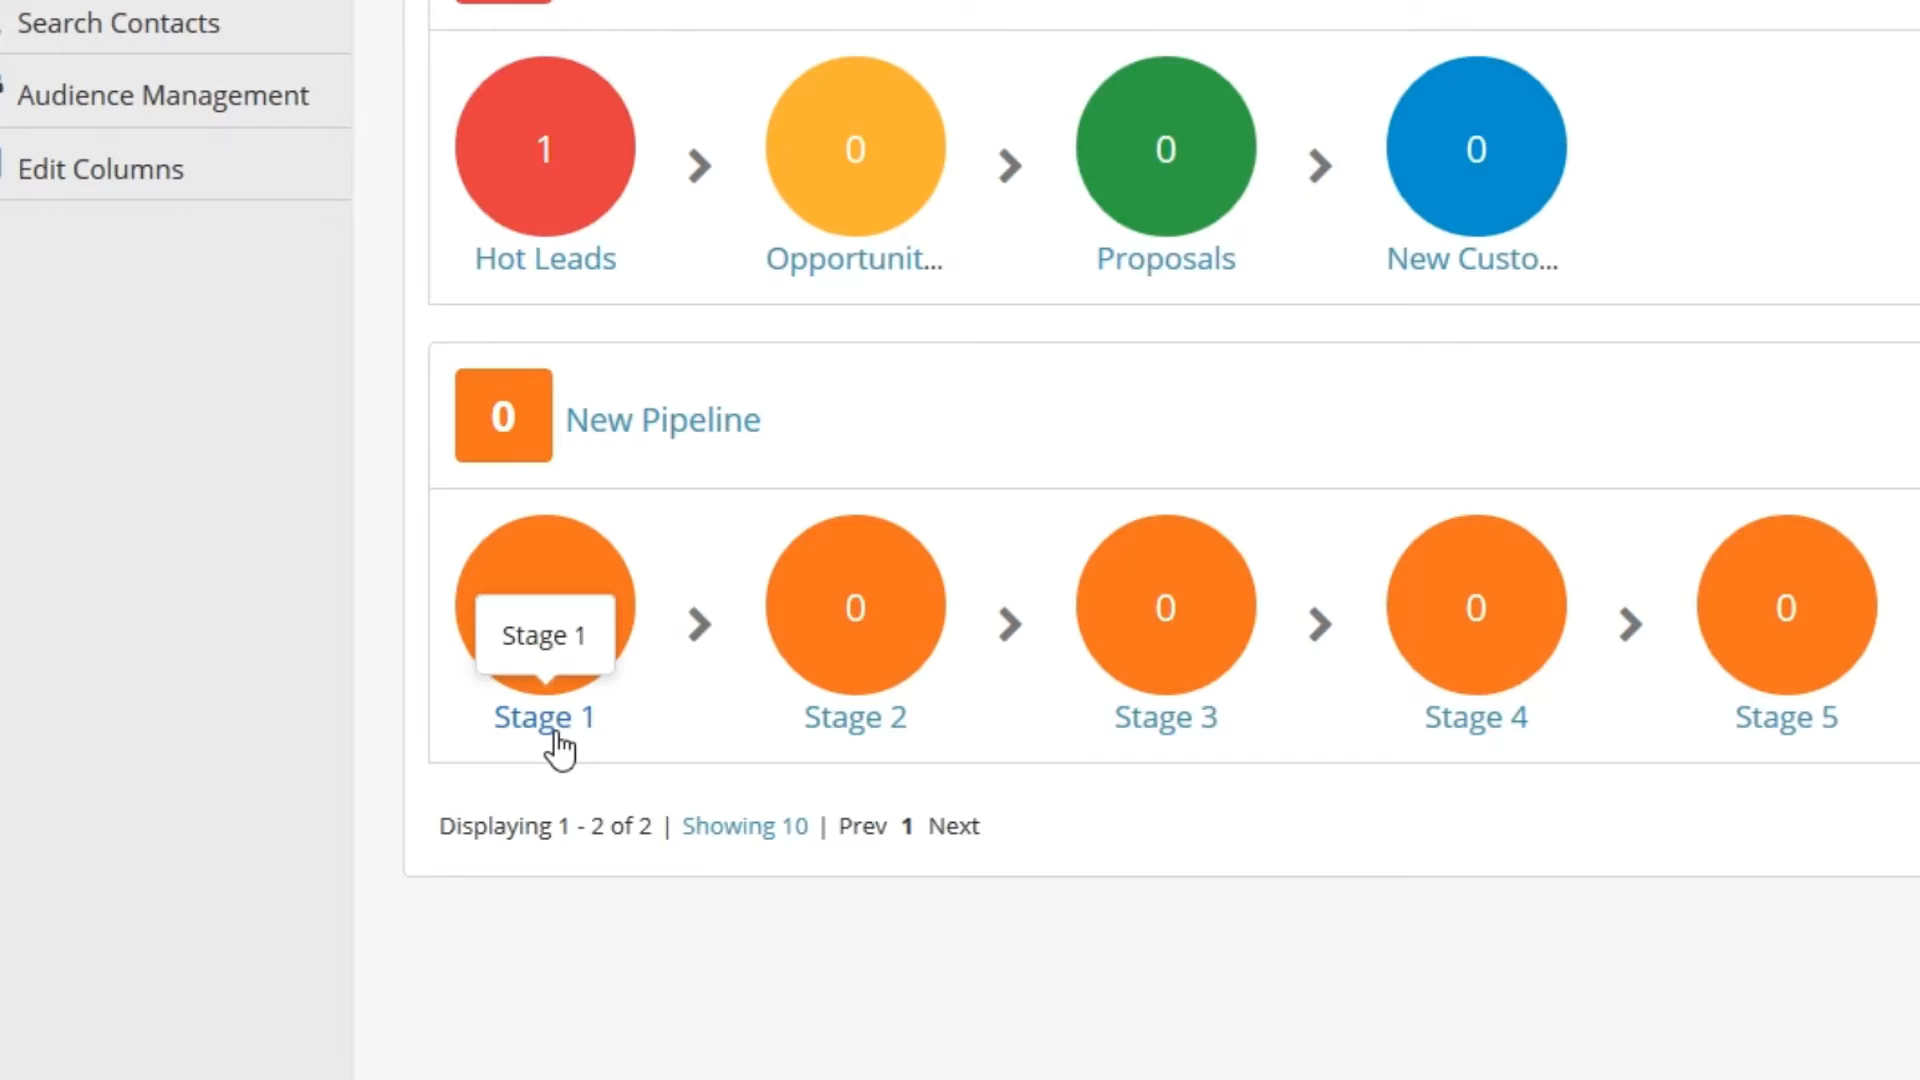 Search Contacts
Audience Management
Edit Columns
1
0
0
0
Hot Leads
Opportunit...
Proposals
New Custo...
0 New Pipeline
Stage 1
0
0
0
0
Stage 1
Stage 2
Stage 3
Stage 4
Stage 5
Displaying 1 - 2 of 2 | Showing 10 | Prev 1 Next